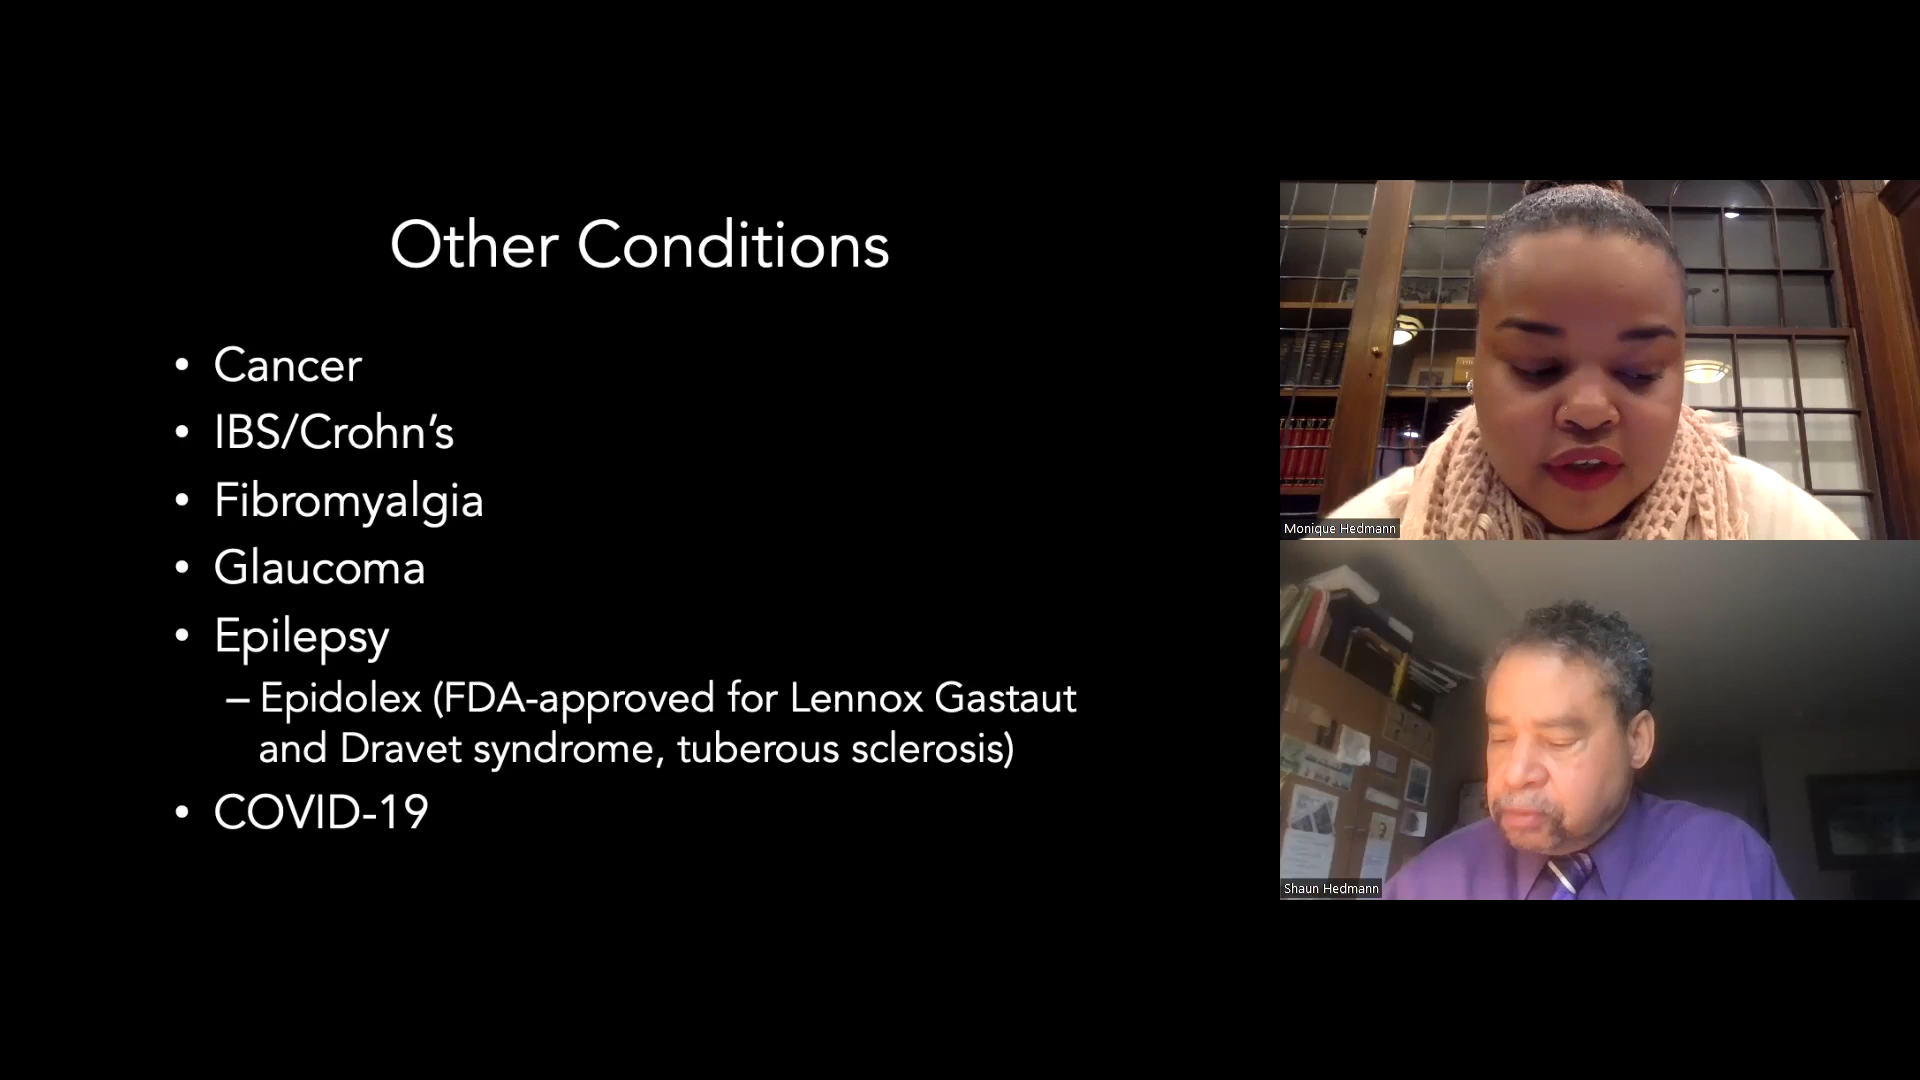 Other Conditions
• Cancer
• IBS/Crohn’s
• Fibromyalgia
• Glaucoma
• Epilepsy
– Epidolex (FDA-approved for Lennox Gastaut
and Dravet syndrome, tuberous sclerosis)
• COVID-19
Monique Hedmann
Shaun Hedmann